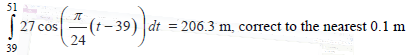 51
∫ 27 cos(π/24 (t − 39)) dt = 206.3 m, correct to the nearest 0.1 m
39